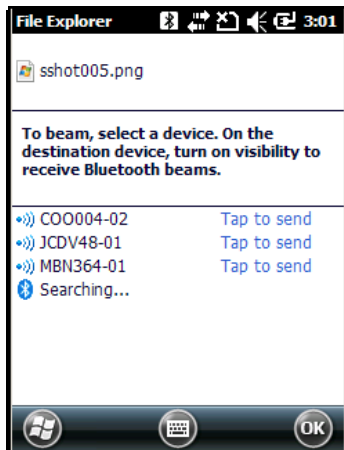 File Explorer 3:01
sshot005.png
To beam, select a device. On the
destination device, turn on visibility to
receive Bluetooth beams.
COO004-02 Tap to send
JCDV48-01 Tap to send
MBN364-01 Tap to send
Searching...
OK